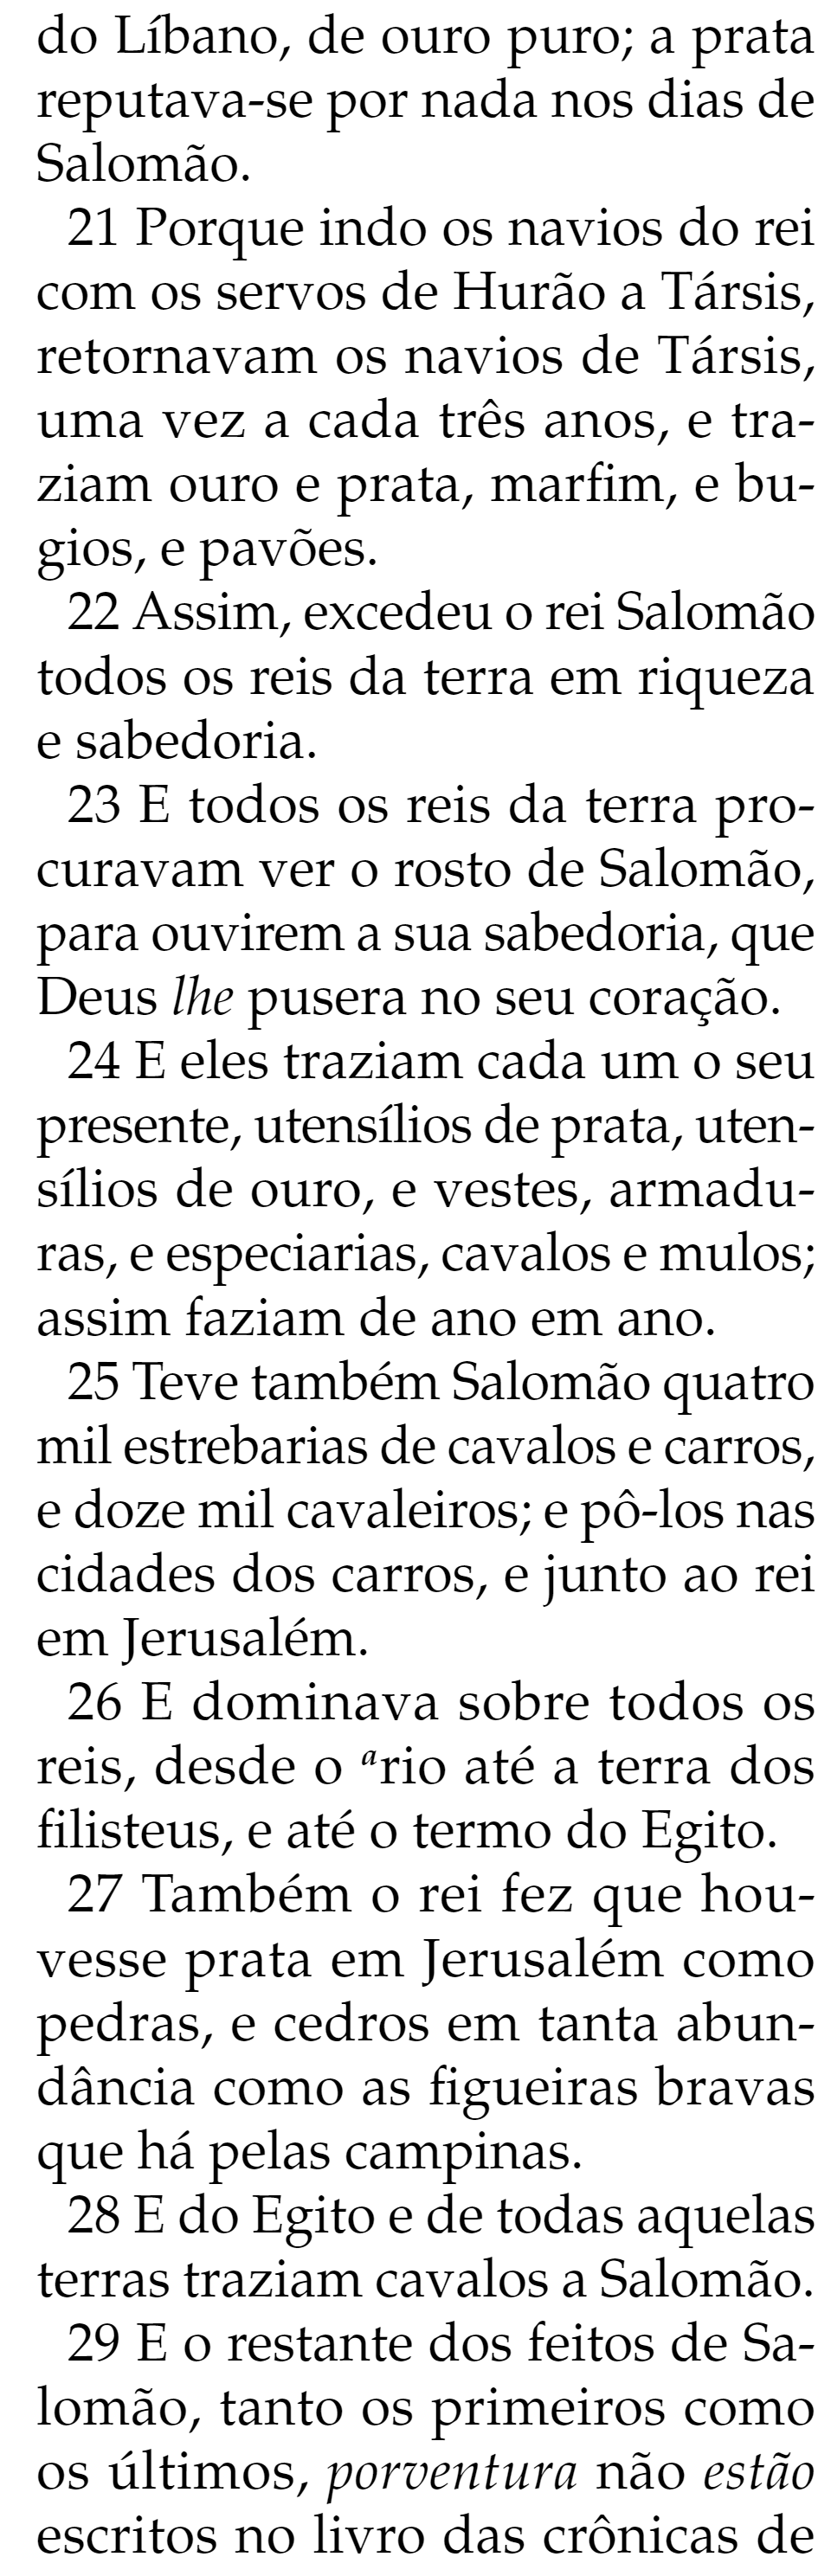 do Líbano, de ouro puro; a prata
reputava-se por nada nos dias de
Salomão.
21 Porque indo os navios do rei
com os servos de Hurão a Társis,
retornavam os navios de Társis,
uma vez a cada três anos, e tra-
ziam ouro e prata, marfim, e bu-
gios, e pavões.
22 Assim, excedeu o rei Salomão
todos os reis da terra em riqueza
e sabedoria.
23 E todos os reis da terra pro-
curavam ver o rosto de Salomão,
para ouvirem a sua sabedoria, que
Deus lhe pusera no seu coração.
24 E eles traziam cada um o seu
presente, utensílios de prata, uten-
sílios de ouro, e vestes, armadu-
ras, e especiarias, cavalos e mulos;
assim faziam de ano em ano.
25 Teve também Salomão quatro
mil estrebarias de cavalos e carros,
e doze mil cavaleiros; e pô-los nas
cidades dos carros, e junto ao rei
em Jerusalém.
26 E dominava sobre todos os
reis, desde o ᵃrio até a terra dos
filisteus, e até o termo do Egito.
27 Também o rei fez que hou-
vesse prata em Jerusalém como
pedras, e cedros em tanta abun-
dância como as figueiras bravas
que há pelas campinas.
28 E do Egito e de todas aquelas
terras traziam cavalos a Salomão.
29 E o restante dos feitos de Sa-
lomão, tanto os primeiros como
os últimos, porventura não estão
escritos no livro das crônicas de